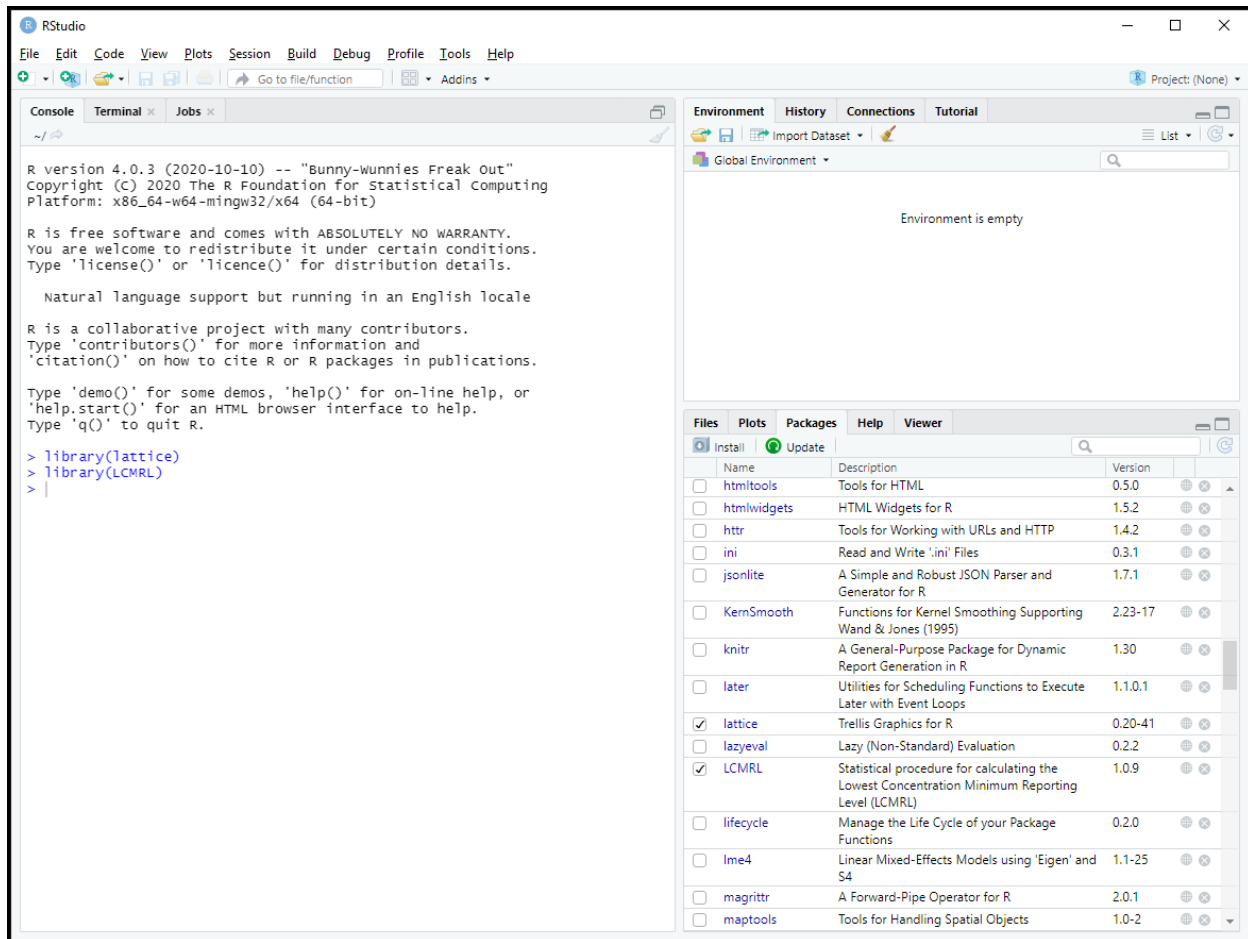 RStudio
File Edit Code View Plots Session Build Debug Profile Tools Help
Go to file/function Addins Project: (None)
Console Terminal Jobs
~/
R version 4.0.3 (2020-10-10) -- "Bunny-Wunnies Freak Out"
Copyright (C) 2020 The R Foundation for Statistical Computing
Platform: x86_64-w64-mingw32/x64 (64-bit)
R is free software and comes with ABSOLUTELY NO WARRANTY.
You are welcome to redistribute it under certain conditions.
Type 'license()' or 'licence()' for distribution details.
Natural language support but running in an English locale
R is a collaborative project with many contributors.
Type 'contributors()' for more information and
'citation()' on how to cite R or R packages in publications.
Type 'demo()' for some demos, 'help()' for on-line help, or
'help.start()' for an HTML browser interface to help.
Type 'q()' to quit R.
> library(lattice)
> library(LCMRL)
>
Environment History Connections Tutorial
Import Dataset List
Global Environment
Environment is empty
Files Plots Packages Help Viewer
Install Update
Name Description Version
htmltools Tools for HTML 0.5.0
htmlwidgets HTML Widgets for R 1.5.2
httr Tools for Working with URLs and HTTP 1.4.2
ini Read and Write '.ini' Files 0.3.1
jsonlite A Simple and Robust JSON Parser and 1.7.1
Generator for R
KernSmooth Functions for Kernel Smoothing Supporting 2.23-17
Wand & Jones (1995)
knitr A General-Purpose Package for Dynamic 1.30
Report Generation in R
later Utilities for Scheduling Functions to Execute 1.1.0.1
Later with Event Loops
lattice Trellis Graphics for R 0.20-41
lazyeval Lazy (Non-Standard) Evaluation 0.2.2
LCMRL Statistical procedure for calculating the 1.0.9
Lowest Concentration Minimum Reporting
Level (LCMRL)
lifecycle Manage the Life Cycle of your Package 0.2.0
Functions
lme4 Linear Mixed-Effects Models using 'Eigen' and 1.1-25
S4
magrittr A Forward-Pipe Operator for R 2.0.1
maptools Tools for Handling Spatial Objects 1.0-2